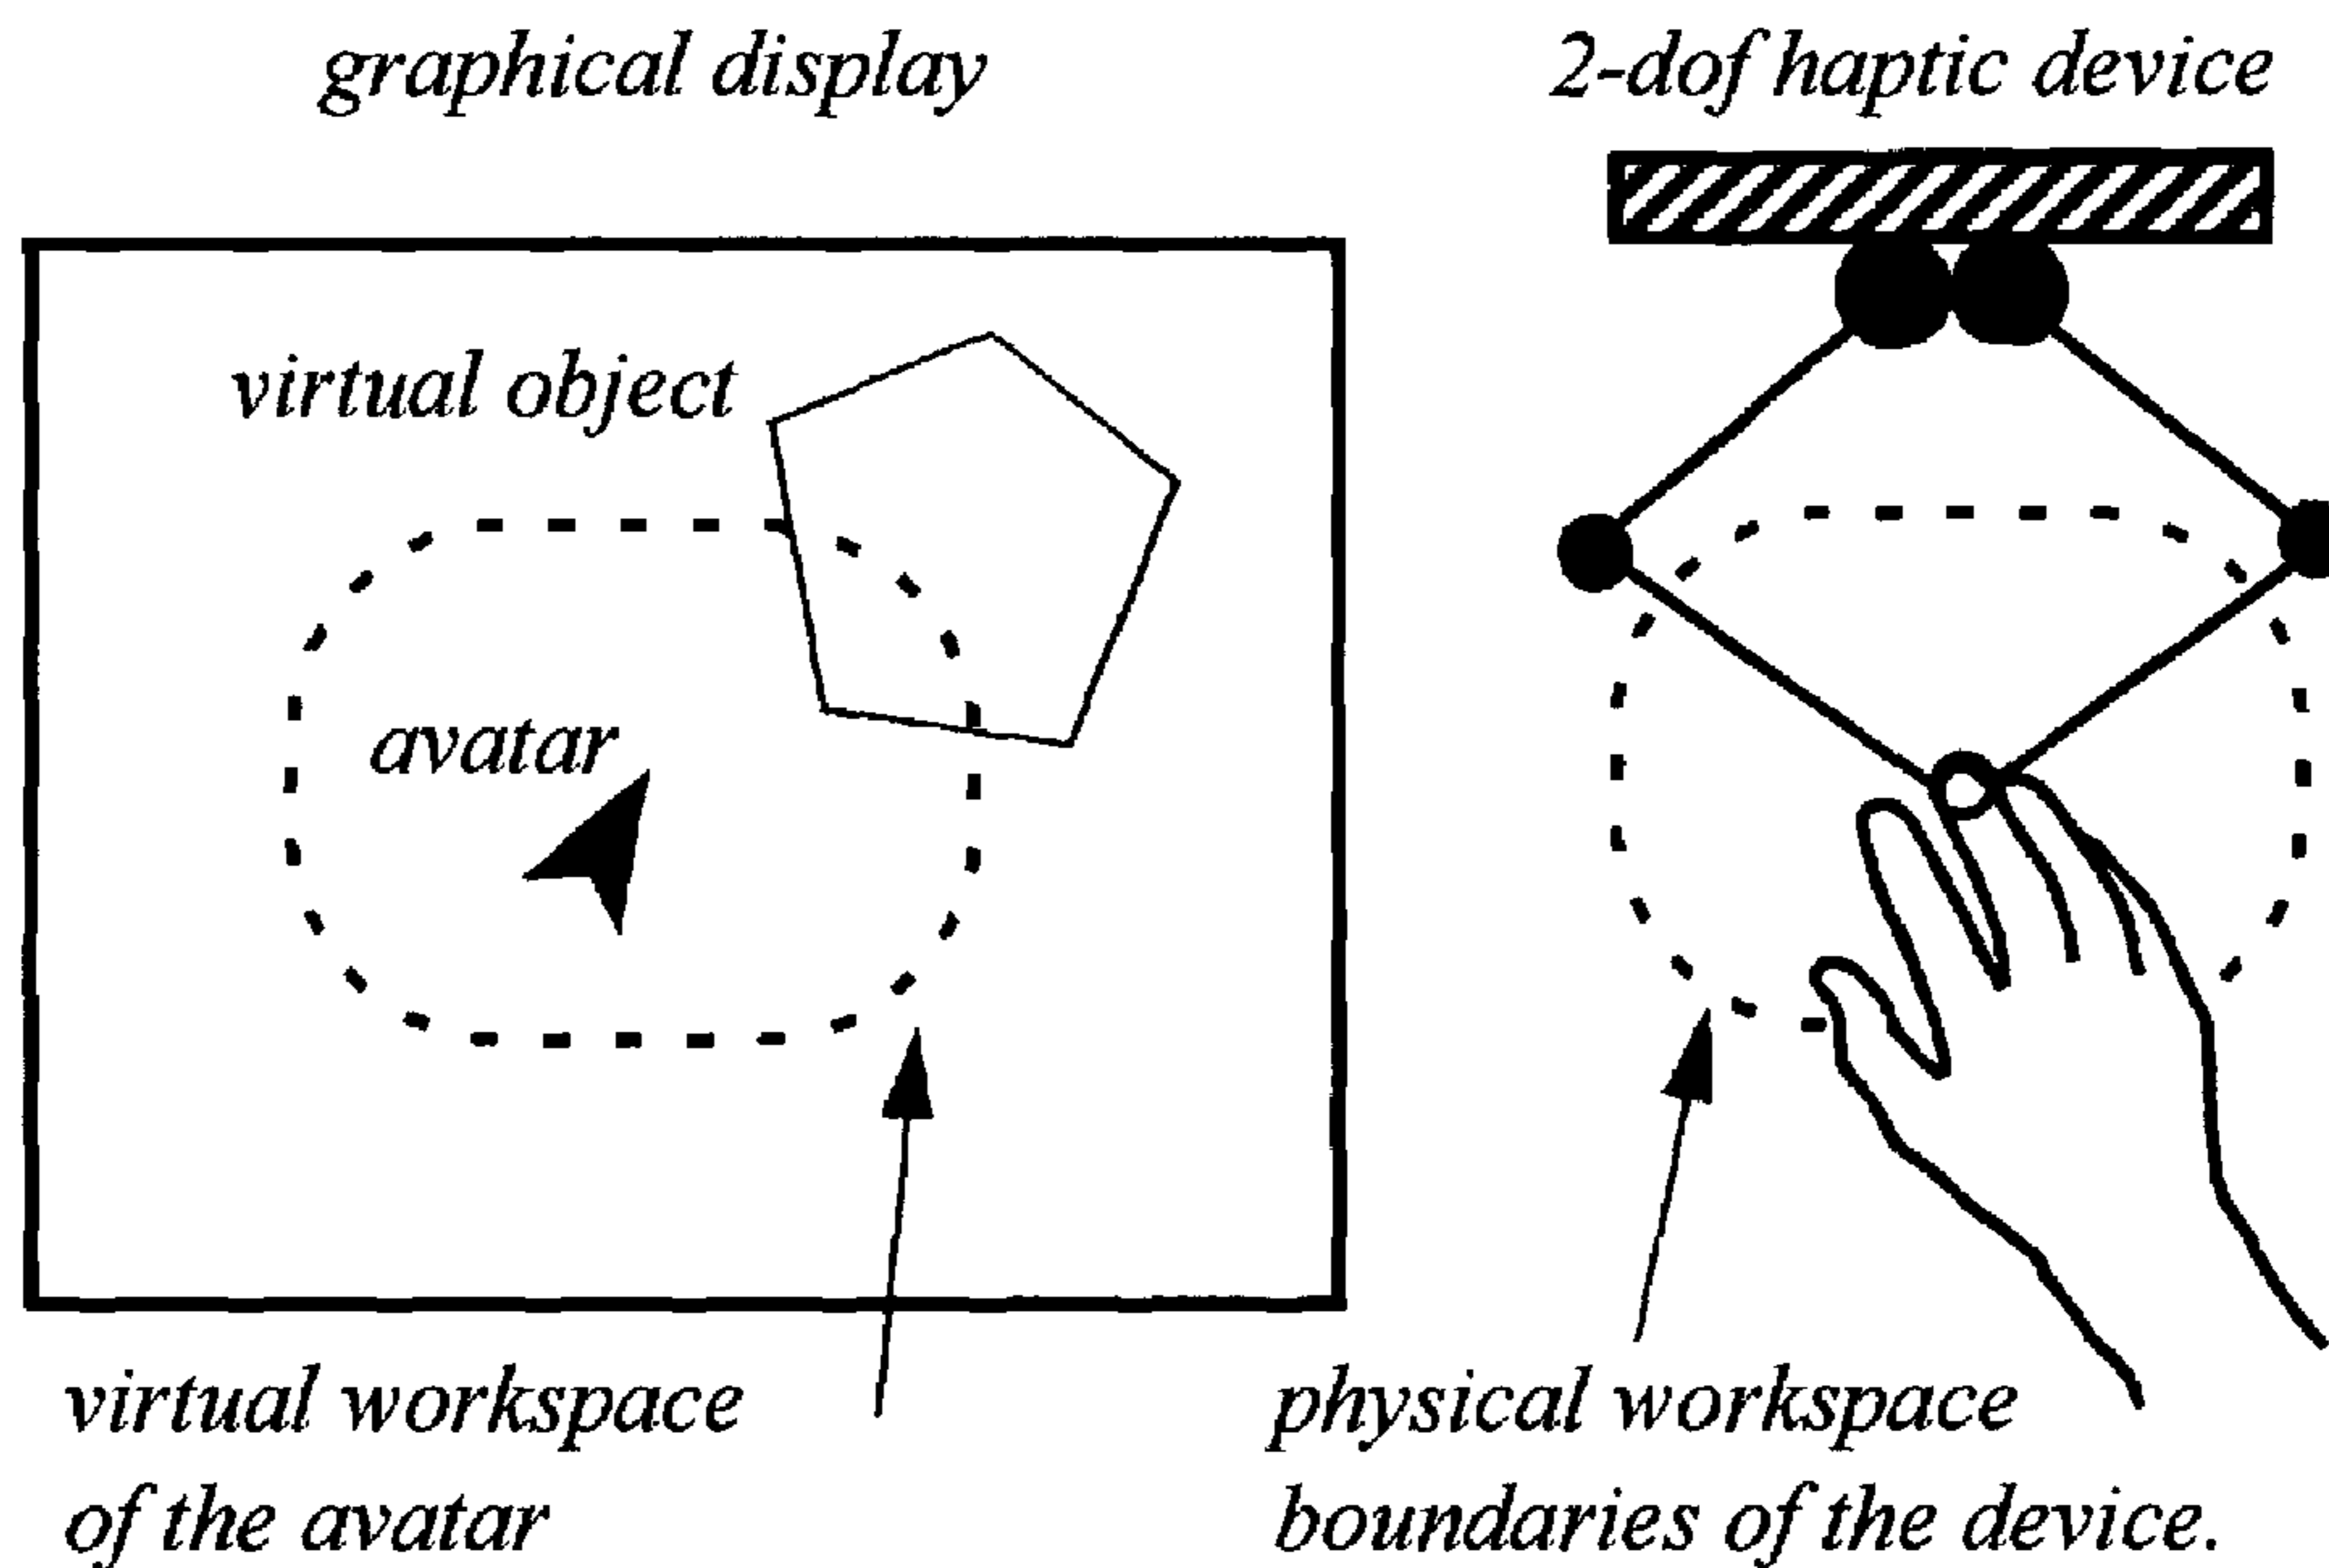 graphical display
2-dof haptic device
virtual object
avatar
virtual workspace
of the avatar
physical workspace
boundaries of the device.